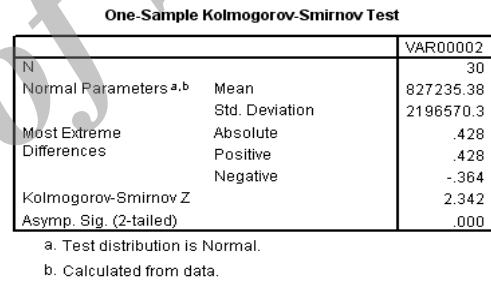 One-Sample Kolmogorov-Smirnov Test
VAR00002
N 30
Normal Parameters a,b Mean 827235.38
Std. Deviation 2196570.3
Most Extreme Differences Absolute .428
Positive .428
Negative -.364
Kolmogorov-Smirnov Z 2.342
Asymp. Sig. (2-tailed) .000
a. Test distribution is Normal.
b. Calculated from data.
of